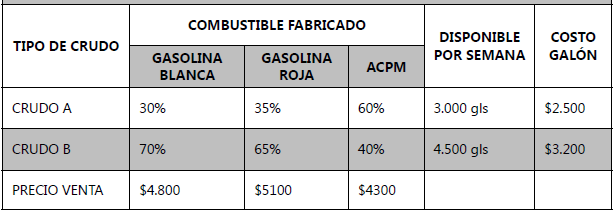 TIPO DE CRUDO
COMBUSTIBLE FABRICADO
DISPONIBLE
POR SEMANA
COSTO
GALÓN
GASOLINA
BLANCA
GASOLINA
ROJA
ACPM
CRUDO A 30% 35% 60% 3.000 gls $2.500
CRUDO B 70% 65% 40% 4.500 gls $3.200
PRECIO VENTA $4.800 $5100 $4300